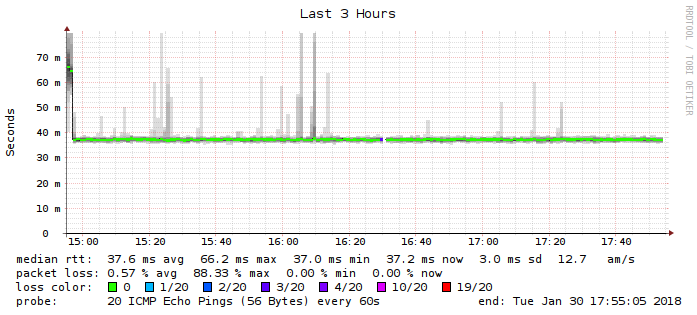 Last 3 Hours
RRDTOOL / TOBI OETIKER
Seconds
70 m
60 m
50 m
40 m
30 m
20 m
10 m
0
15:00 15:20 15:40 16:00 16:20 16:40 17:00 17:20 17:40
median rtt: 37.6 ms avg 66.2 ms max 37.0 ms min 37.2 ms now 3.0 ms sd 12.7 am/s
packet loss: 0.57 % avg 88.33 % max 0.00 % min 0.00 % now
loss color: 0 1/20 2/20 3/20 4/20 10/20 19/20
probe: 20 ICMP Echo Pings (56 Bytes) every 60s end: Tue Jan 30 17:55:05 2018